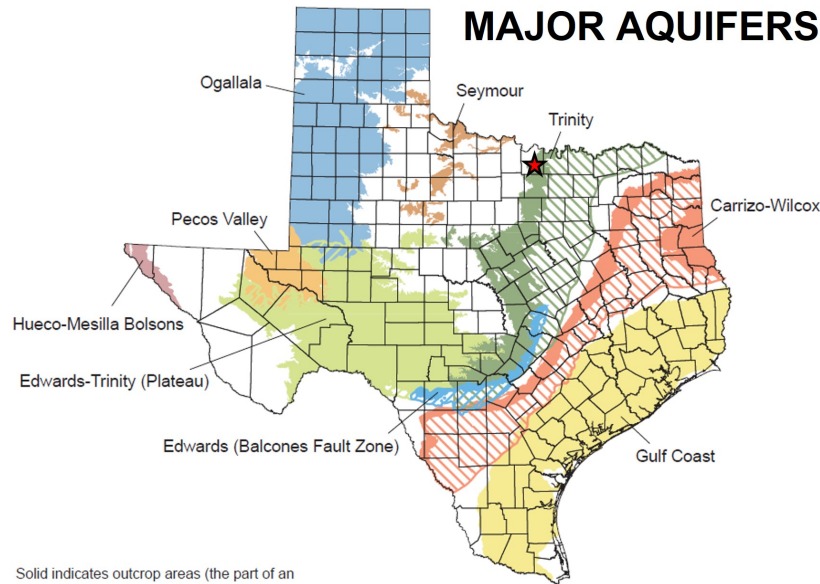 MAJOR AQUIFERS
Ogallala
Seymour
Trinity
Pecos Valley
Carrizo-Wilcox
Hueco-Mesilla Bolsons
Edwards-Trinity (Plateau)
Edwards (Balcones Fault Zone)
Gulf Coast
Solid indicates outcrop areas (the part of an